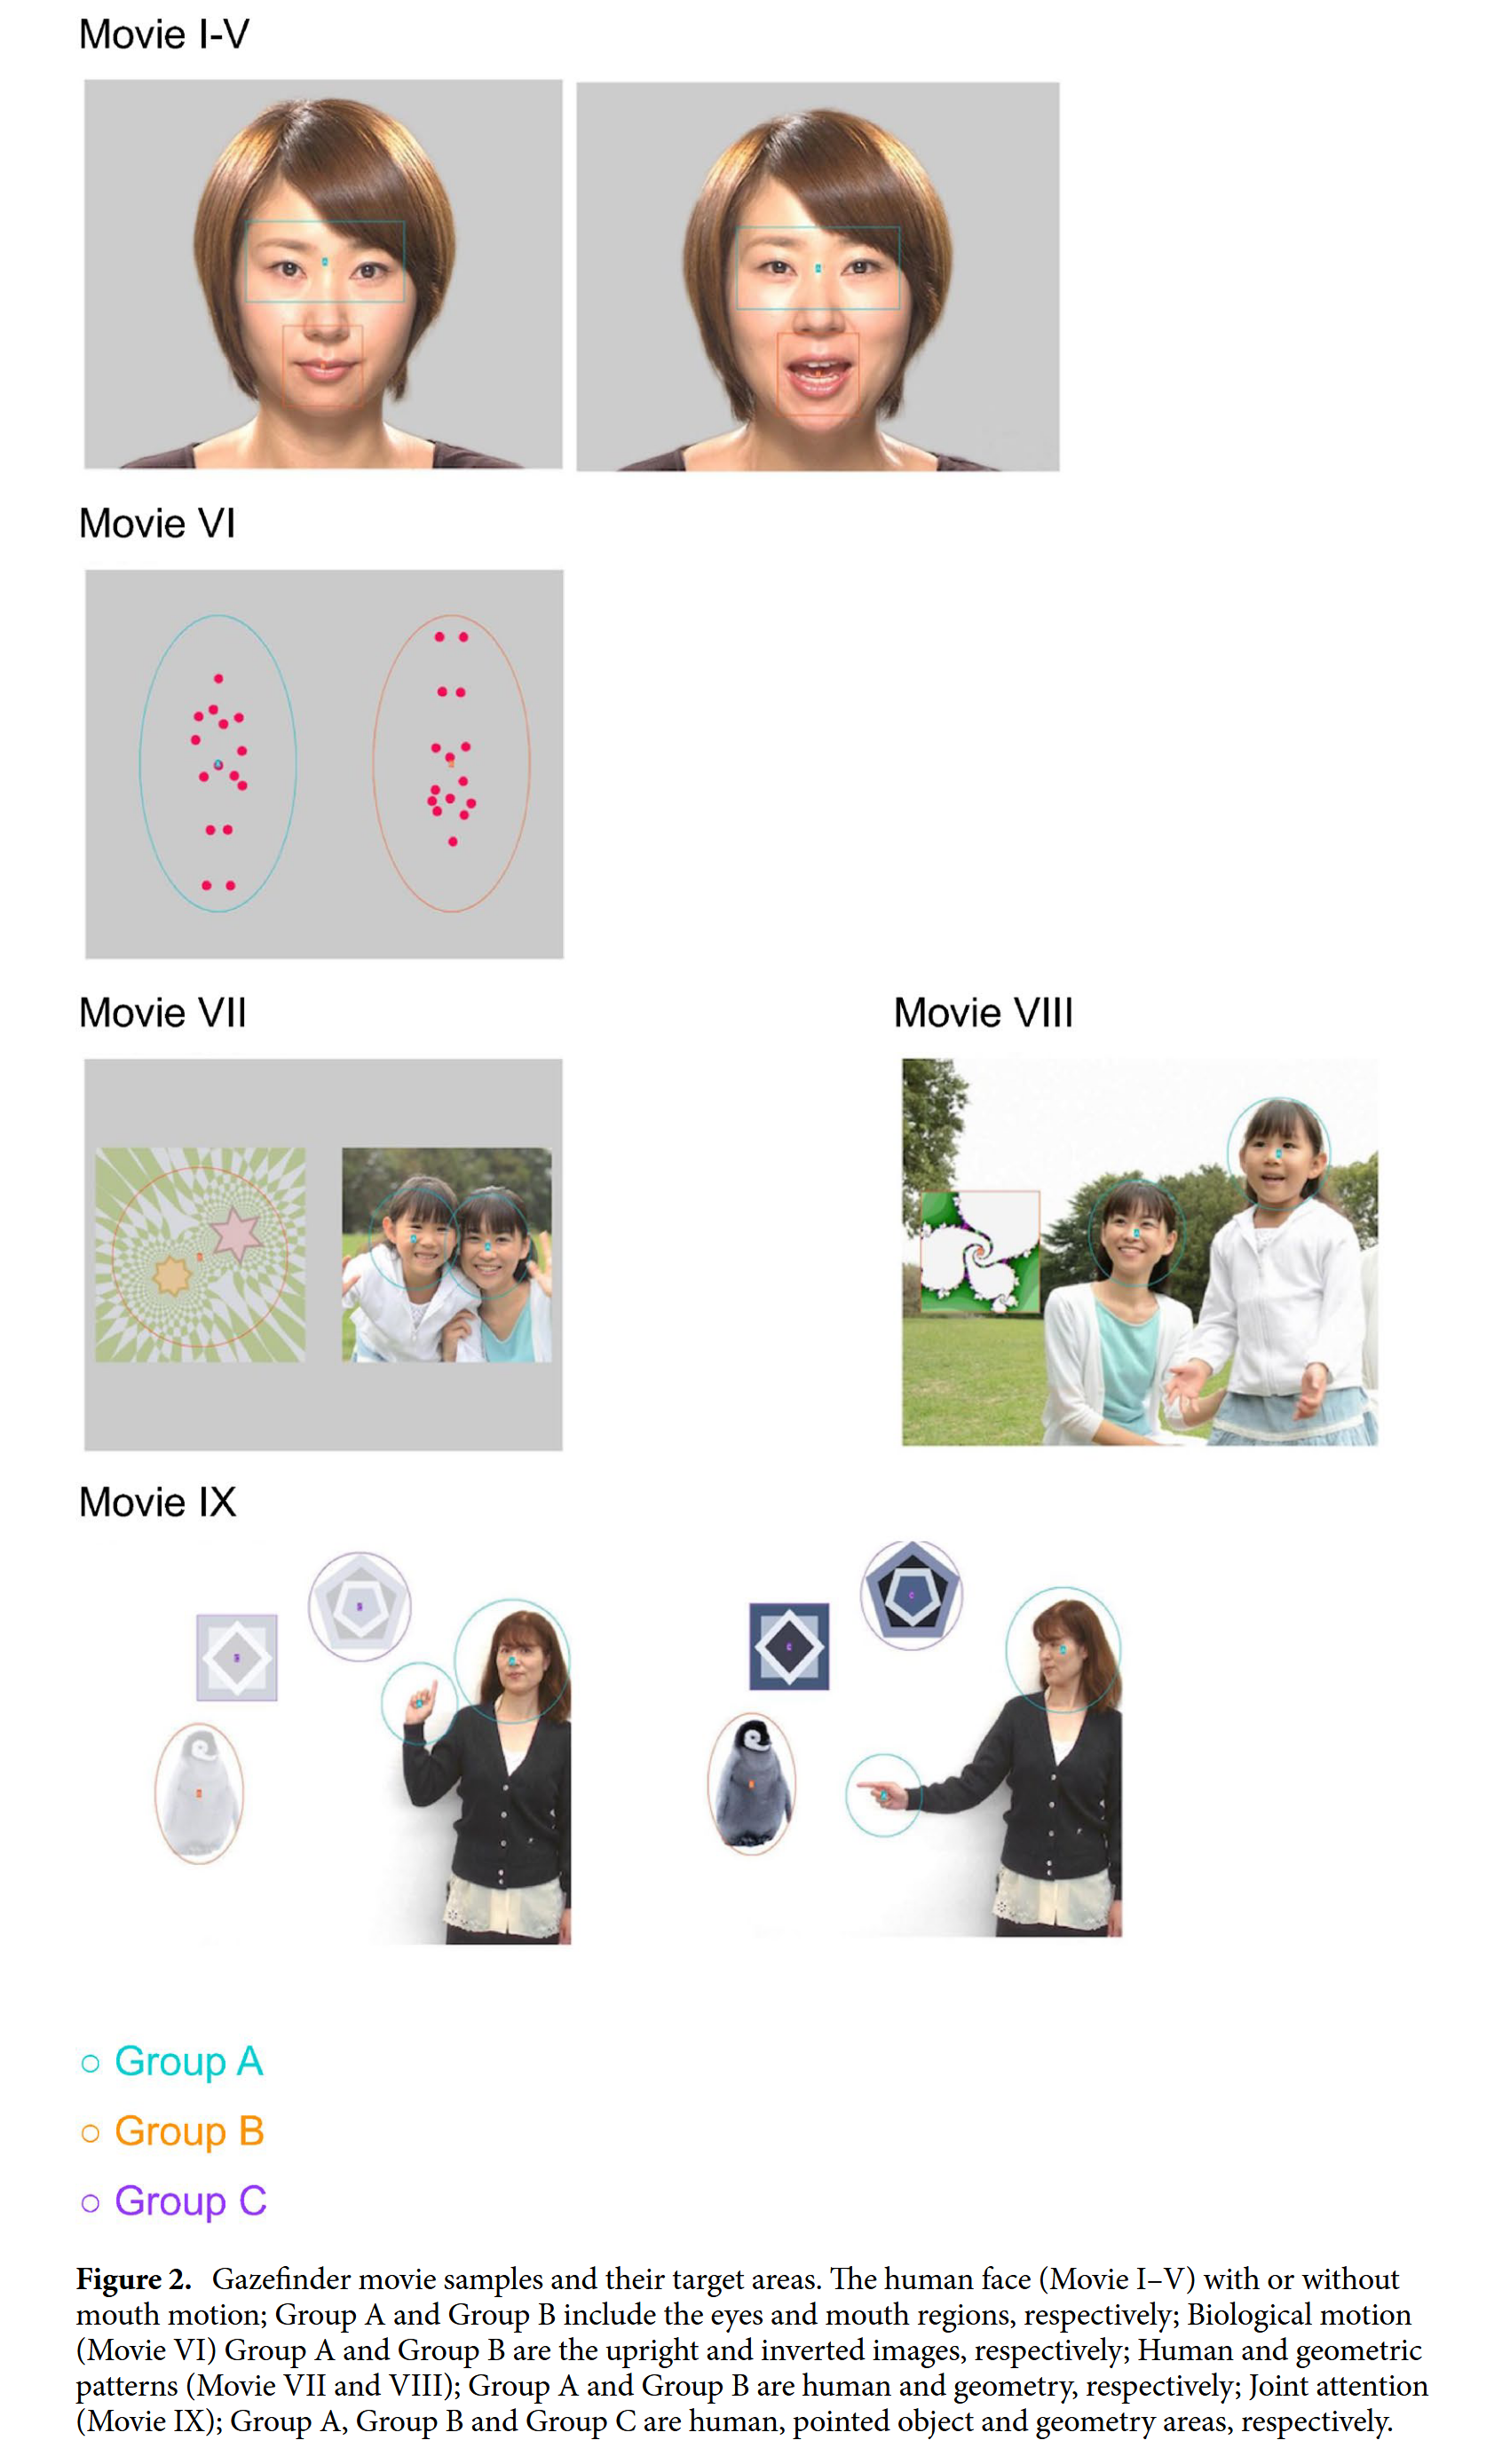 Movie I-V
Movie VI
Movie VII
Movie VIII
Movie IX
Group A
Group B
Group C
Figure 2. Gazefinder movie samples and their target areas. The human face (Movie I–V) with or without
mouth motion; Group A and Group B include the eyes and mouth regions, respectively; Biological motion
(Movie VI) Group A and Group B are the upright and inverted images, respectively; Human and geometric
patterns (Movie VII and VIII); Group A and Group B are human and geometry, respectively; Joint attention
(Movie IX); Group A, Group B and Group C are human, pointed object and geometry areas, respectively.